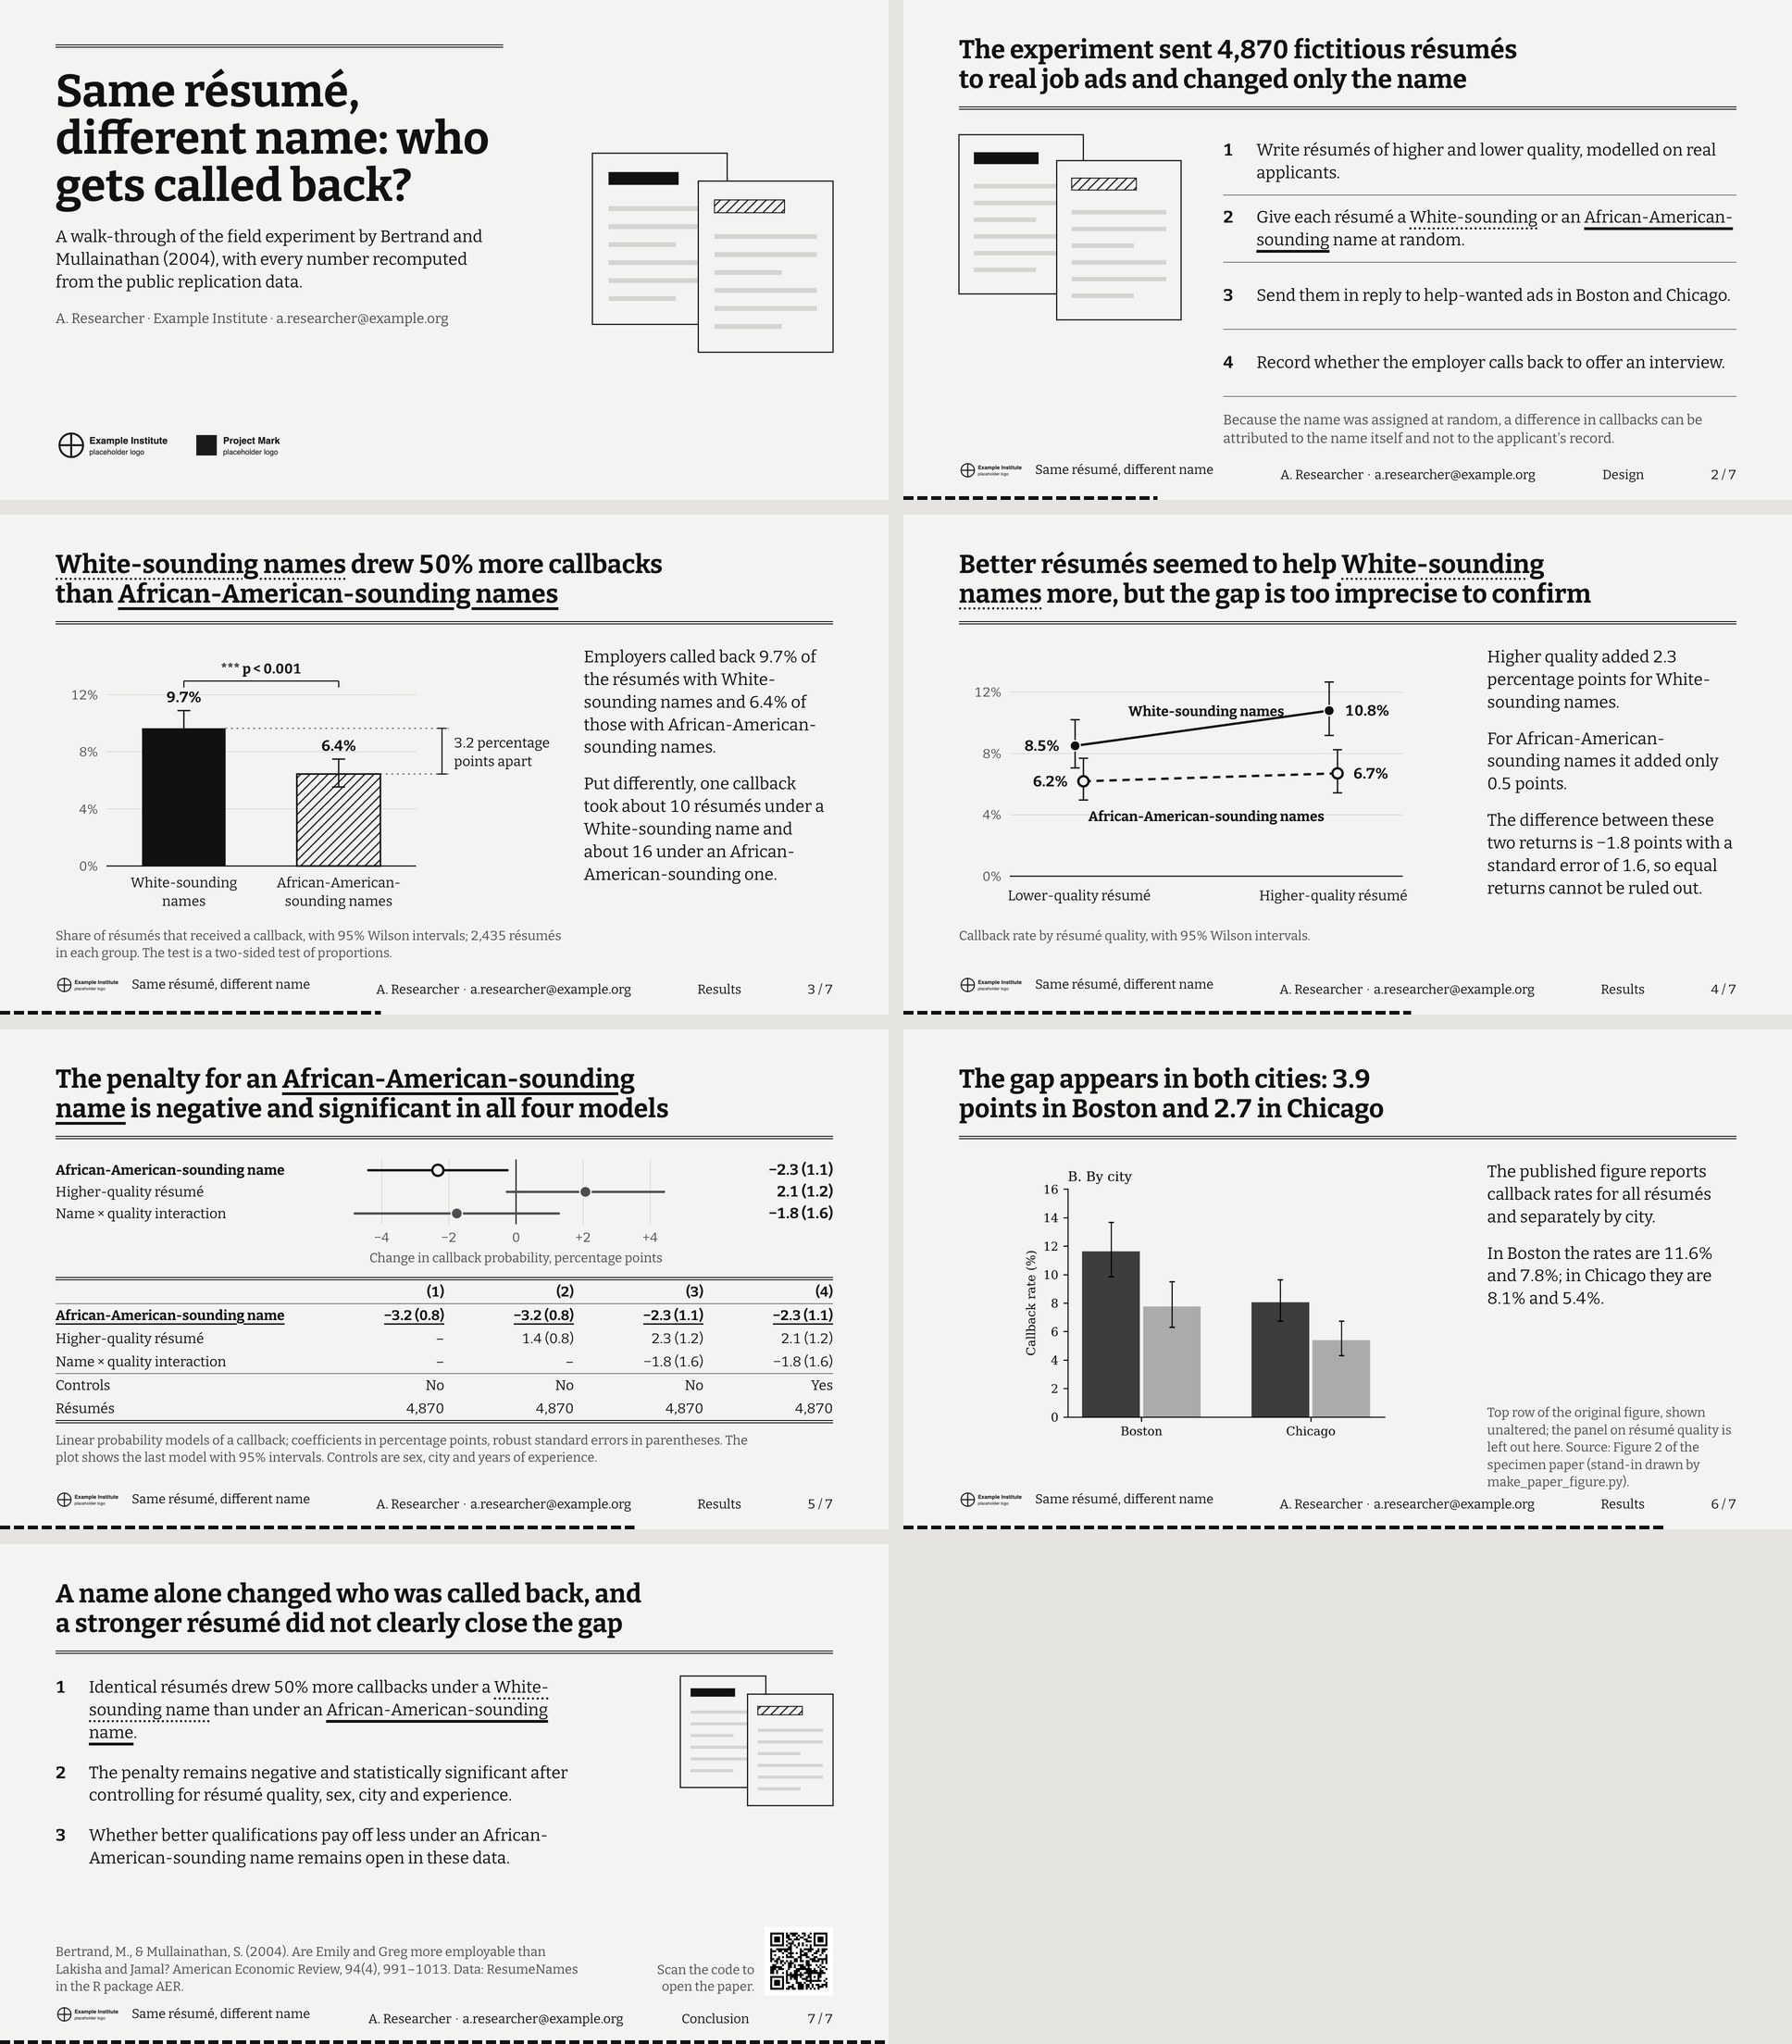 Same résumé,
different name: who
gets called back?
A walk-through of the field experiment by Bertrand and
Mullainathan (2004), with every number recomputed
from the public replication data.
A. Researcher · Example Institute · a.researcher@example.org
Example Institute
placeholder logo
Project Mark
placeholder logo
The experiment sent 4,870 fictitious résumés
to real job ads and changed only the name
1 Write résumés of higher and lower quality, modelled on real
applicants.
2 Give each résumé a White-sounding or an African-American-
sounding name at random.
3 Send them in reply to help-wanted ads in Boston and Chicago.
4 Record whether the employer calls back to offer an interview.
Because the name was assigned at random, a difference in callbacks can be
attributed to the name itself and not to the applicant's record.
Example Institute
placeholder logo
Same résumé, different name
A. Researcher · a.researcher@example.org
Design
2 / 7
White-sounding names drew 50% more callbacks
than African-American-sounding names
*** p < 0.001
12%
8%
4%
0%
9.7%
6.4%
3.2 percentage
points apart
White-sounding
names
African-American-
sounding names
Employers called back 9.7% of
the résumés with White-
sounding names and 6.4% of
those with African-American-
sounding names.
Put differently, one callback
took about 10 résumés under a
White-sounding name and
about 16 under an African-
American-sounding one.
Share of résumés that received a callback, with 95% Wilson intervals; 2,435 résumés
in each group. The test is a two-sided test of proportions.
Example Institute
placeholder logo
Same résumé, different name
A. Researcher · a.researcher@example.org
Results
3 / 7
Better résumés seemed to help White-sounding
names more, but the gap is too imprecise to confirm
12%
8%
4%
0%
White-sounding names
8.5%
10.8%
6.2%
6.7%
African-American-sounding names
Lower-quality résumé
Higher-quality résumé
Higher quality added 2.3
percentage points for White-
sounding names.
For African-American-
sounding names it added only
0.5 points.
The difference between these
two returns is −1.8 points with a
standard error of 1.6, so equal
returns cannot be ruled out.
Callback rate by résumé quality, with 95% Wilson intervals.
Example Institute
placeholder logo
Same résumé, different name
A. Researcher · a.researcher@example.org
Results
4 / 7
The penalty for an African-American-sounding
name is negative and significant in all four models
African-American-sounding name −2.3 (1.1)
Higher-quality résumé 2.1 (1.2)
Name × quality interaction −1.8 (1.6)
−4 −2 0 +2 +4
Change in callback probability, percentage points
(1) (2) (3) (4)
African-American-sounding name −3.2 (0.8) −3.2 (0.8) −2.3 (1.1) −2.3 (1.1)
Higher-quality résumé – 1.4 (0.8) 2.3 (1.2) 2.1 (1.2)
Name × quality interaction – – −1.8 (1.6) −1.8 (1.6)
Controls No No No Yes
Résumés 4,870 4,870 4,870 4,870
Linear probability models of a callback; coefficients in percentage points, robust standard errors in parentheses. The
plot shows the last model with 95% intervals. Controls are sex, city and years of experience.
Example Institute
placeholder logo
Same résumé, different name
A. Researcher · a.researcher@example.org
Results
5 / 7
The gap appears in both cities: 3.9
points in Boston and 2.7 in Chicago
B. By city
Callback rate (%)
16
14
12
10
8
6
4
2
0
Boston
Chicago
The published figure reports
callback rates for all résumés
and separately by city.
In Boston the rates are 11.6%
and 7.8%; in Chicago they are
8.1% and 5.4%.
Top row of the original figure, shown
unaltered; the panel on résumé quality is
left out here. Source: Figure 2 of the
specimen paper (stand-in drawn by
make_paper_figure.py).
Example Institute
placeholder logo
Same résumé, different name
A. Researcher · a.researcher@example.org
Results
6 / 7
A name alone changed who was called back, and
a stronger résumé did not clearly close the gap
1 Identical résumés drew 50% more callbacks under a White-
sounding name than under an African-American-sounding
name.
2 The penalty remains negative and statistically significant after
controlling for résumé quality, sex, city and experience.
3 Whether better qualifications pay off less under an African-
American-sounding name remains open in these data.
Bertrand, M., & Mullainathan, S. (2004). Are Emily and Greg more employable than
Lakisha and Jamal? American Economic Review, 94(4), 991–1013. Data: ResumeNames
in the R package AER.
Scan the code to
open the paper.
Example Institute
placeholder logo
Same résumé, different name
A. Researcher · a.researcher@example.org
Conclusion
7 / 7